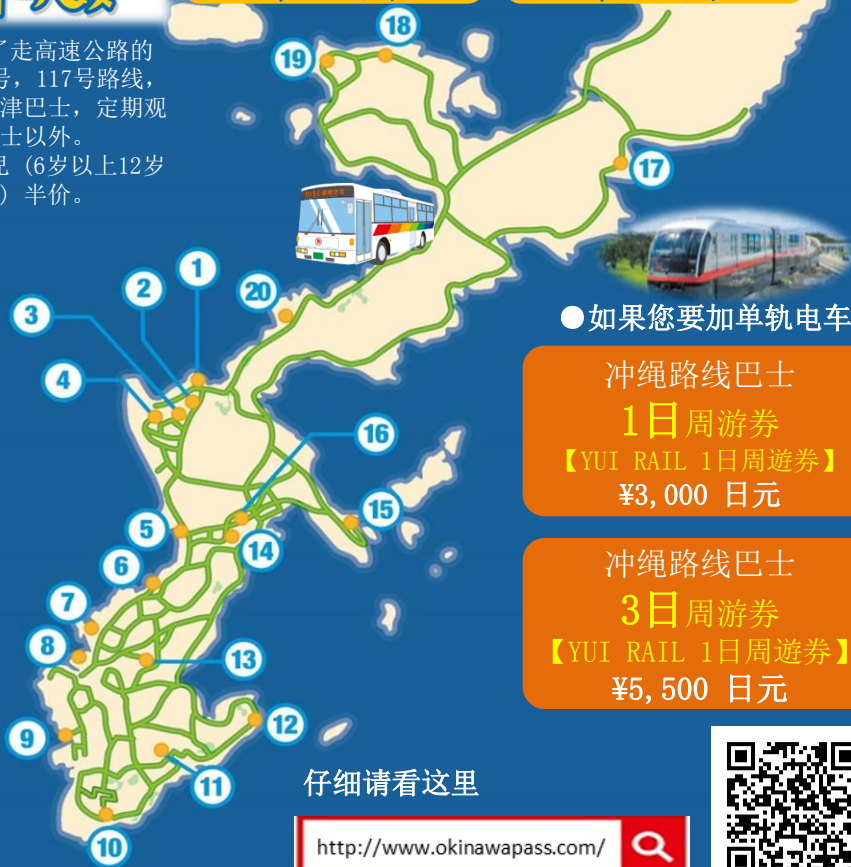 了走高速公路的
号，117号路线，
津巴士，定期观
士以外。
（6岁以上12岁
）半价。
18
19
17
1
2
20
3
4
16
15
5
14
6
7
8
13
12
9
11
10
●如果您要加单轨电车
冲绳路线巴士
1日周游券
【YUI RAIL 1日周遊券】
¥3,000 日元
冲绳路线巴士
3日周游券
【YUI RAIL 1日周遊券】
¥5,500 日元
仔细请看这里
http://www.okinawapass.com/